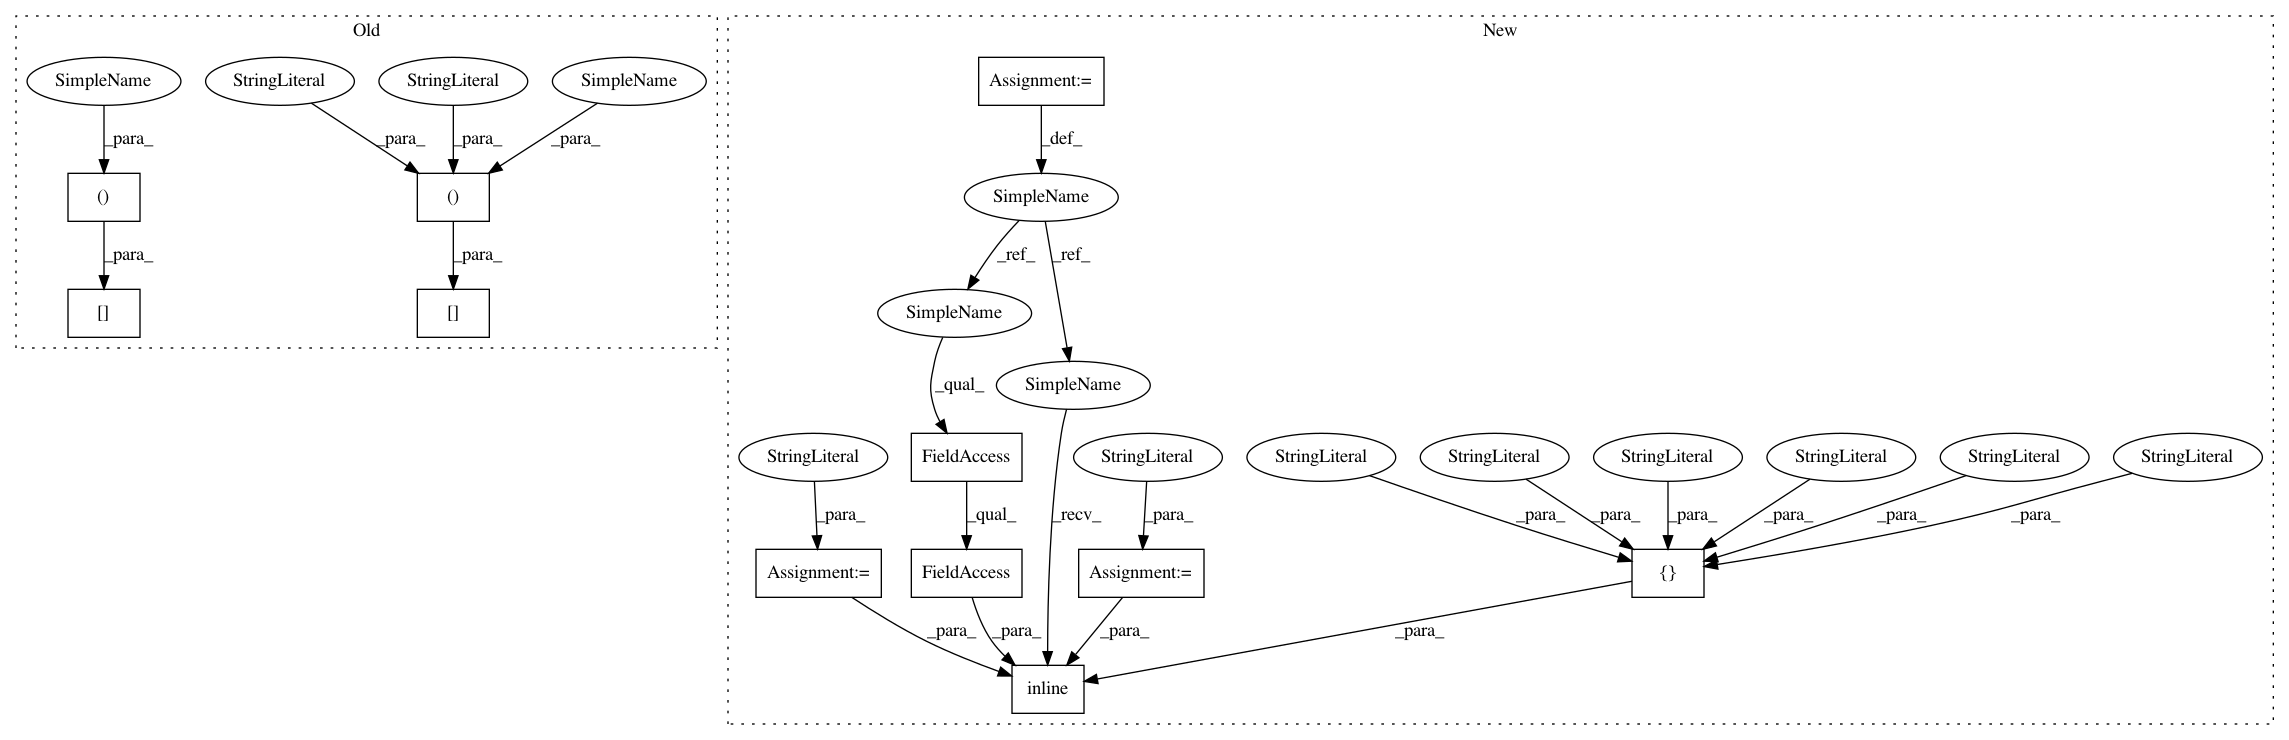 Old
New
SimpleName
StringLiteral
StringLiteral
SimpleName
Assignment:=
_para_
_para_
_para_
_para_
_def_
()
()
SimpleName
_para_
_para_
_ref_
_ref_
[]
[]
SimpleName
SimpleName
_qual_
StringLiteral
FieldAccess
StringLiteral
StringLiteral
StringLiteral
StringLiteral
StringLiteral
StringLiteral
StringLiteral
_para_
_qual_
_recv_
_para_
_para_
_para_
_para_
_para_
_para_
_para_
Assignment:=
FieldAccess
Assignment:=
{}
_para_
_para_
_para_
_para_
inline